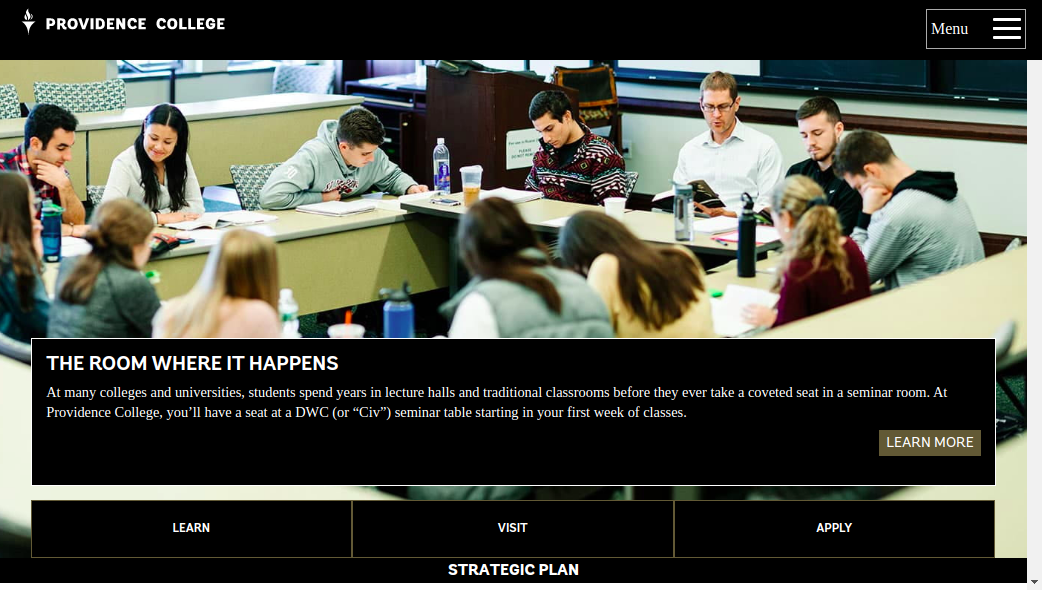 PROVIDENCE COLLEGE
Menu
THE ROOM WHERE IT HAPPENS
At many colleges and universities, students spend years in lecture halls and traditional classrooms before they ever take a coveted seat in a seminar room. At
Providence College, you’ll have a seat at a DWC (or “Civ”) seminar table starting in your first week of classes.
LEARN MORE
LEARN
VISIT
APPLY
STRATEGIC PLAN